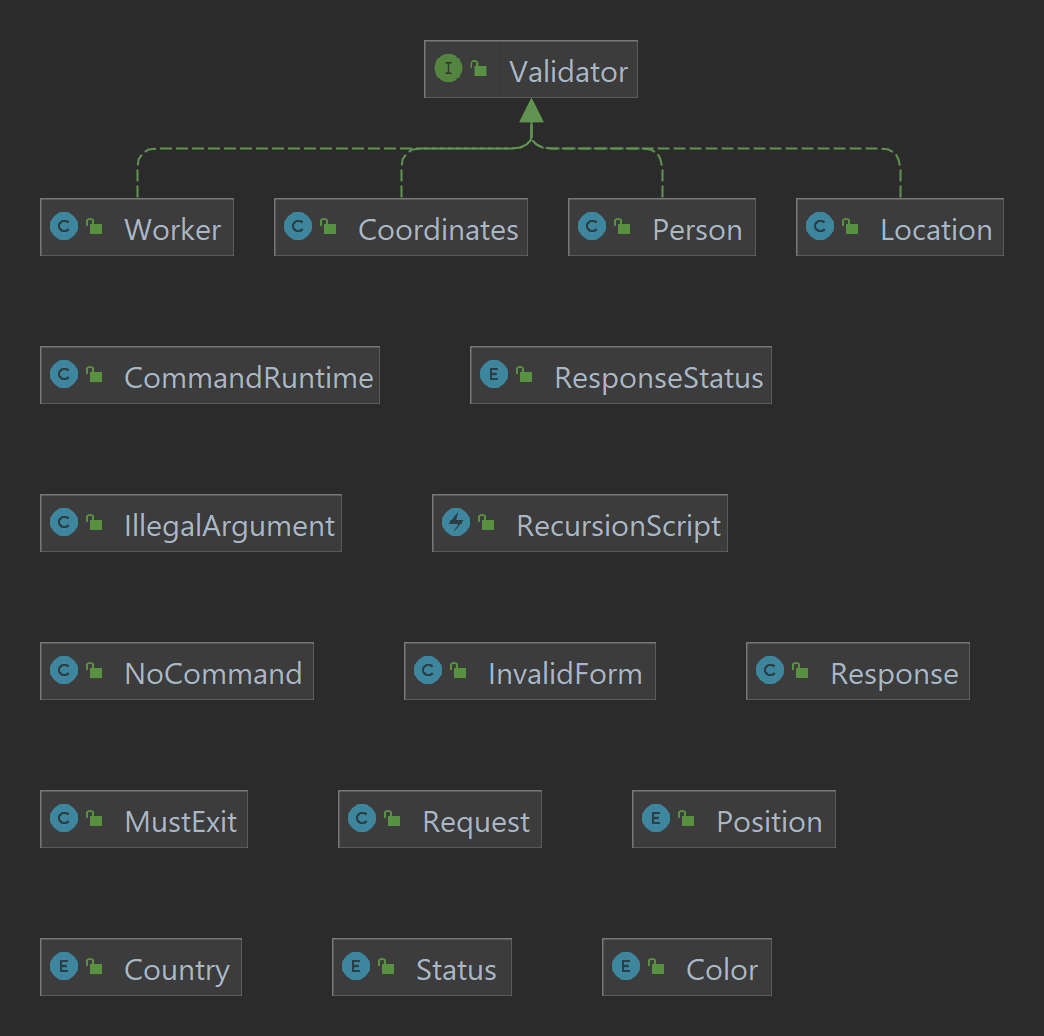 I Validator
C Worker C Coordinates C Person C Location
C CommandRuntime E ResponseStatus
C IllegalArgument RecursionScript
C NoCommand C InvalidForm C Response
C MustExit C Request E Position
E Country E Status E Color